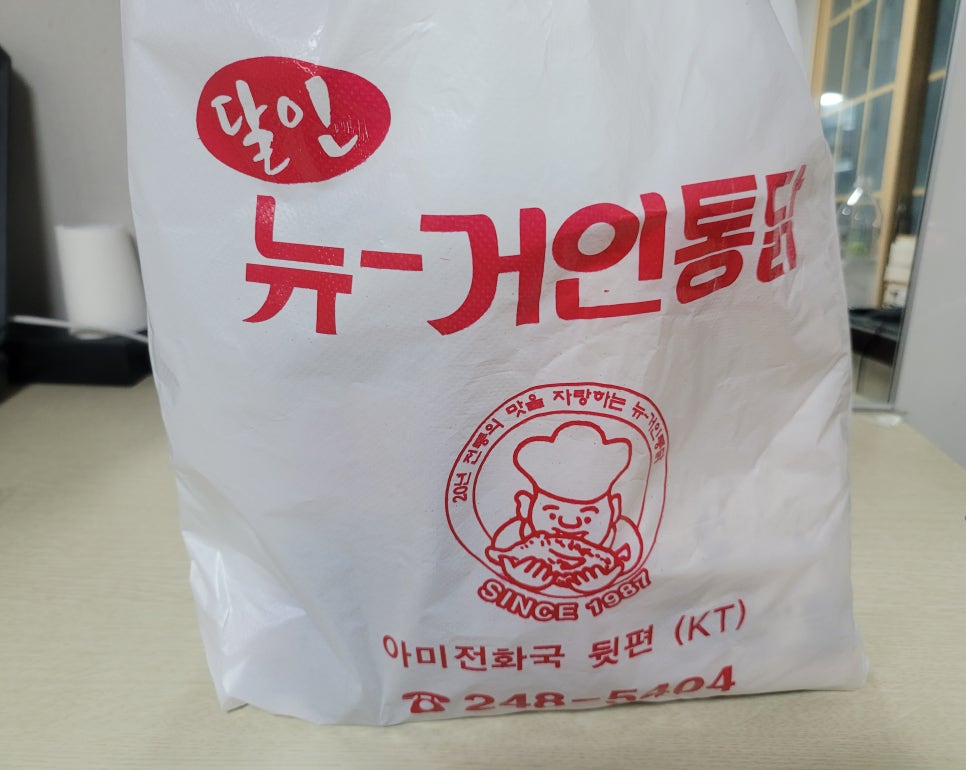 달인
뉴-거인통닭
20년 전통의 맛을 자랑하는 뉴-거인통닭
SINCE 1987
아미전화국 뒷편 (KT)
☎248-5404